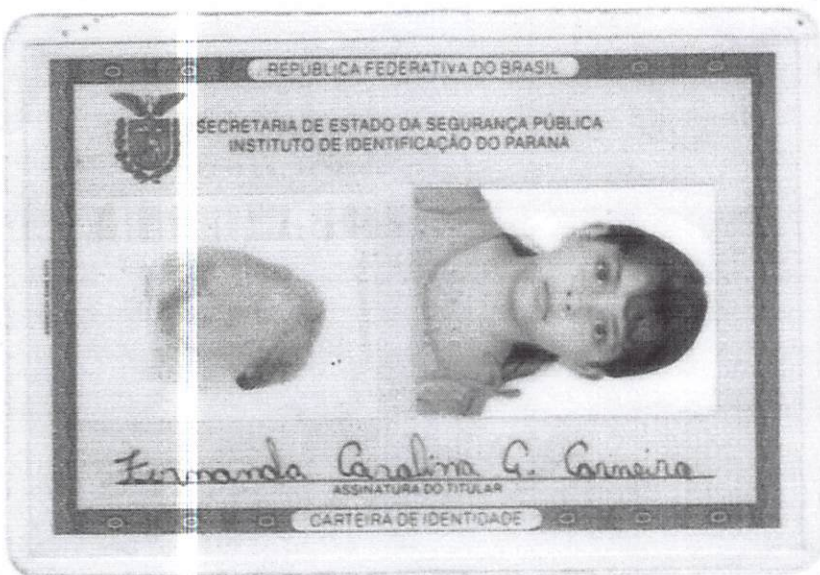 REPÚBLICA FEDERATIVA DO BRASIL
SECRETARIA DE ESTADO DA SEGURANÇA PÚBLICA
INSTITUTO DE IDENTIFICAÇÃO DO PARANÁ
Fernanda Carolina G. Carneiro
ASSINATURA DO TITULAR
CARTEIRA DE IDENTIDADE